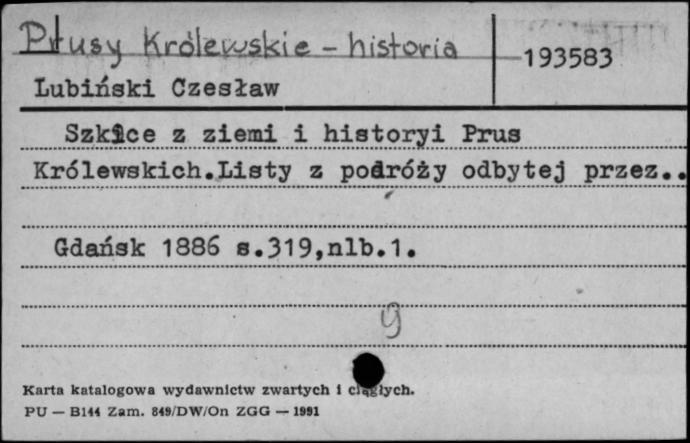 Prusy Królewskie - historia
193583
Lubiński Czesław
Szkice z ziemi i historyi Prus
Królewskich.Listy z podróży odbytej przez..
Gdańsk 1886 s.319,nlb.1.
g
Karta katalogowa wydawnictw zwartych i ciągłych.
PU — B144 Zam. 849/DW/On ZGG — 1991